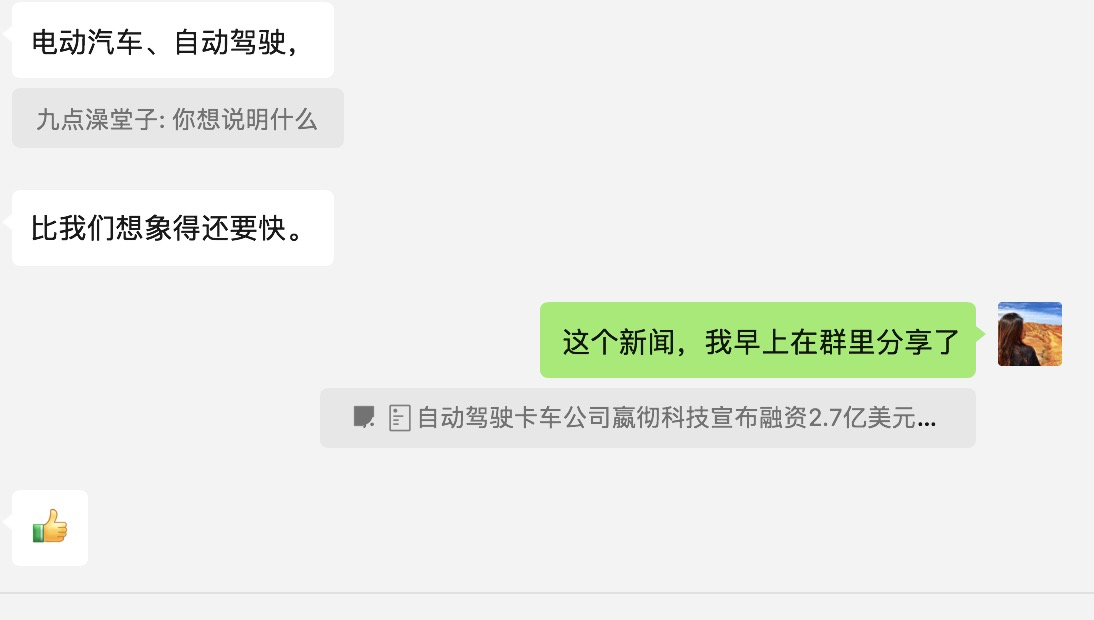 电动汽车、自动驾驶，
九点澡堂子: 你想说明什么
比我们想象得还要快。
这个新闻，我早上在群里分享了
自动驾驶卡车公司嬴彻科技宣布融资2.7亿美元...